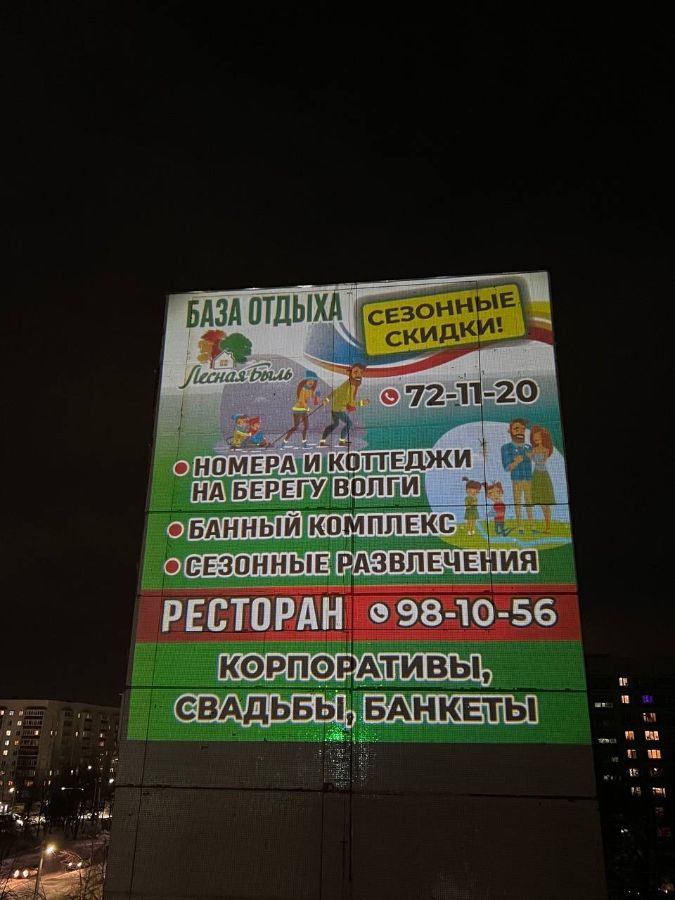 БАЗА ОТДЫХА
СЕЗОННЫЕ
СКИДКИ!
Лесная Быль
72-11-20
НОМЕРА И КОТТЕДЖИ
НА БЕРЕГУ ВОЛГИ
БАННЫЙ КОМПЛЕКС
СЕЗОННЫЕ РАЗВЛЕЧЕНИЯ
РЕСТОРАН 98-10-56
КОРПОРАТИВЫ,
СВАДЬБЫ, БАНКЕТЫ